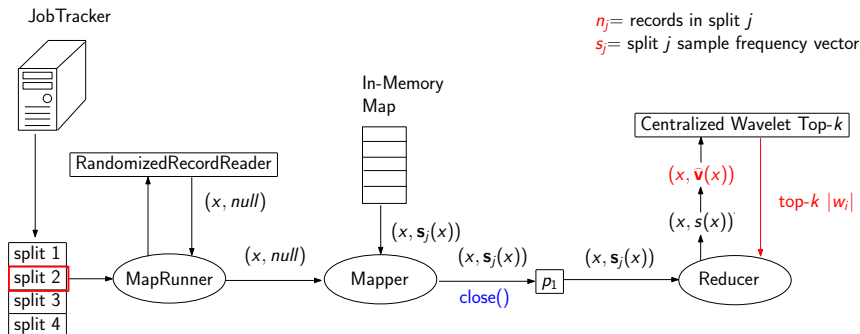 JobTracker
n_j= records in split j
s_j= split j sample frequency vector
In-Memory
Map
Centralized Wavelet Top-k
RandomizedRecordReader
(x, null)
(x, v̂(x))
top-k |w_i|
(x, s(x))
(x, s_j(x))
split 1
split 2
split 3
split 4
MapRunner
(x, null)
Mapper
(x, s_j(x))
close()
p_1
(x, s_j(x))
Reducer